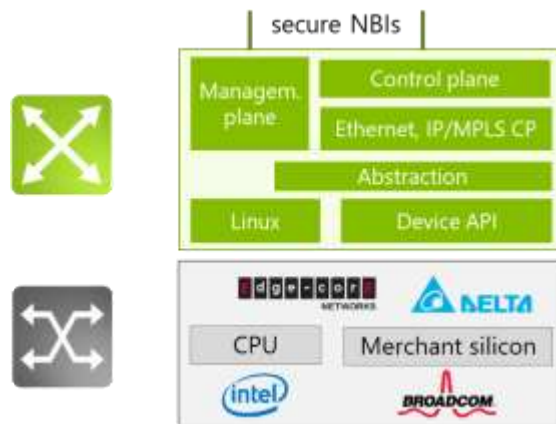 secure NBIs
Managem.
plane
Control plane
Ethernet, IP/MPLS CP
Abstraction
Linux
Device API
Edge-corE
NETWORKS
DELTA
CPU
Merchant silicon
intel
BROADCOM